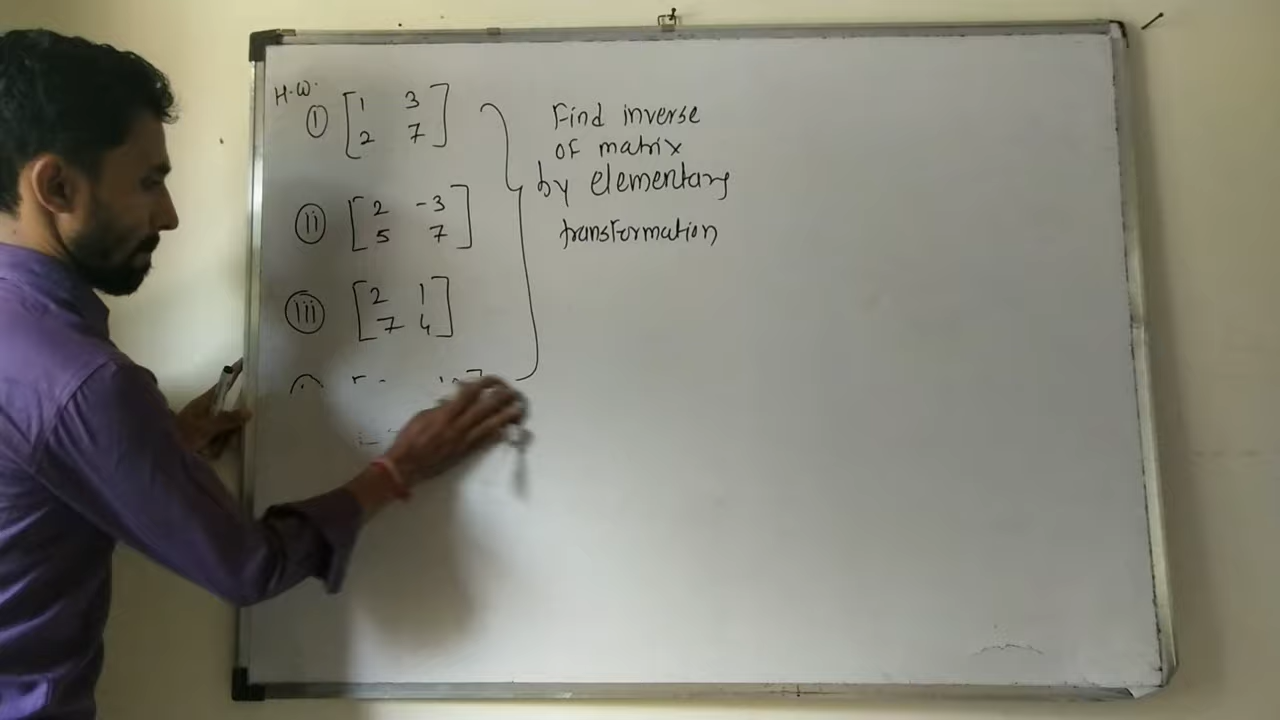 H.W.
(i) [1 3
2 7]
(ii) [2 -3
5 7]
(iii) [2 1
7 4]
Find inverse
of matrix
by elementary
transformation